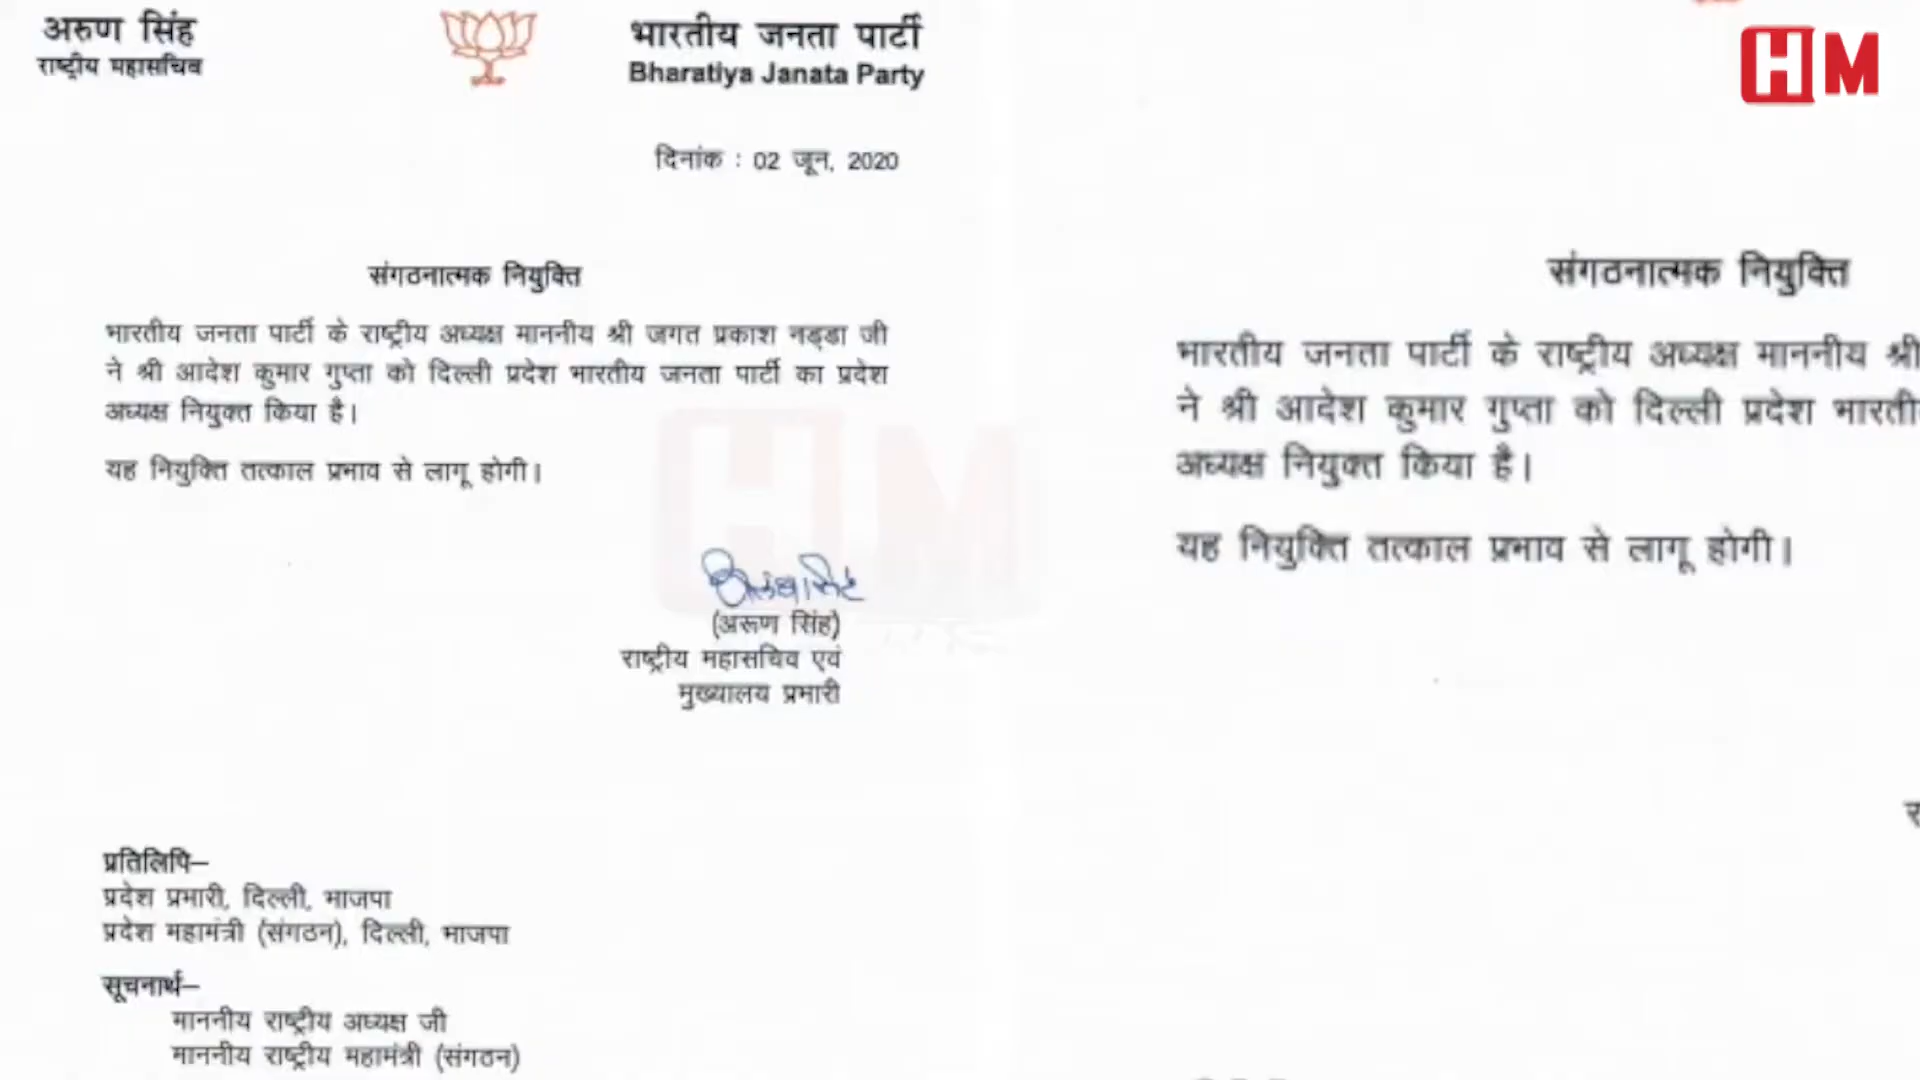 अरुण सिंह
राष्ट्रीय महासचिव
भारतीय जनता पार्टी
Bharatiya Janata Party
HM
दिनांक : 02 जून, 2020
संगठनात्मक नियुक्ति
भारतीय जनता पार्टी के राष्ट्रीय अध्यक्ष माननीय श्री जगत प्रकाश नड्डा जी
ने श्री आदेश कुमार गुप्ता को दिल्ली प्रदेश भारतीय जनता पार्टी का प्रदेश
अध्यक्ष नियुक्त किया है।
यह नियुक्ति तत्काल प्रभाव से लागू होगी।
HM
(अरूण सिंह)
राष्ट्रीय महासचिव एवं
मुख्यालय प्रभारी
प्रतिलिपि–
प्रदेश प्रभारी, दिल्ली, भाजपा
प्रदेश महामंत्री (संगठन), दिल्ली, भाजपा
सूचनार्थ–
माननीय राष्ट्रीय अध्यक्ष जी
माननीय राष्ट्रीय महामंत्री (संगठन)
संगठनात्मक नियुक्ति
भारतीय जनता पार्टी के राष्ट्रीय अध्यक्ष माननीय श्री
ने श्री आदेश कुमार गुप्ता को दिल्ली प्रदेश
अध्यक्ष नियुक्त किया है।
यह नियुक्ति तत्काल प्रभाव से लागू होगी।